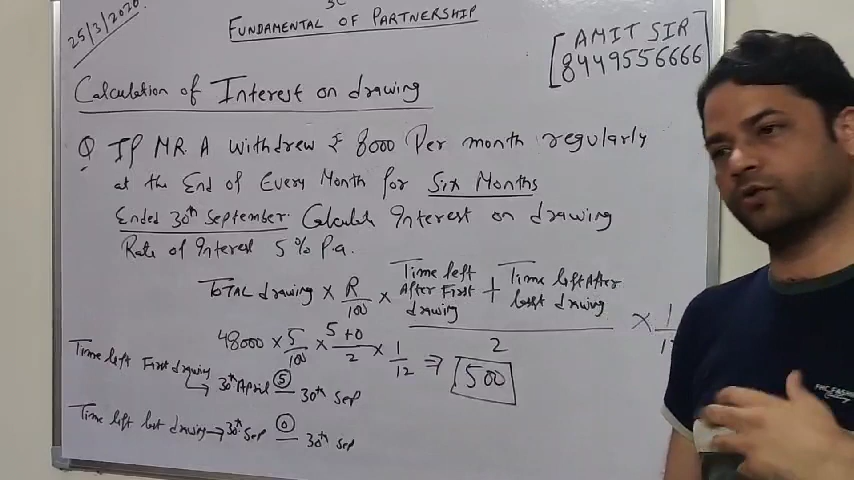 25/3/2020
FUNDAMENTAL OF PARTNERSHIP
[AMIT SIR
8449556666]
Calculation of Interest on drawing
Q If MR. A withdrew ₹ 8000 Per month regularly
at the End of Every Month for Six Months
Ended 30th September. Calculate Interest on drawing
Rate of Interest 5% P.a.
TOTAL drawing × R/100 × Time left After First drawing + Time left After last drawing / 2 × 1/12
48000 × 5/100 × 5+0/2 × 1/12 ⇒ 500
Time left First drawing → 30th April 5 — 30th Sep
Time left last drawing → 30th Sep 0 — 30th Sep